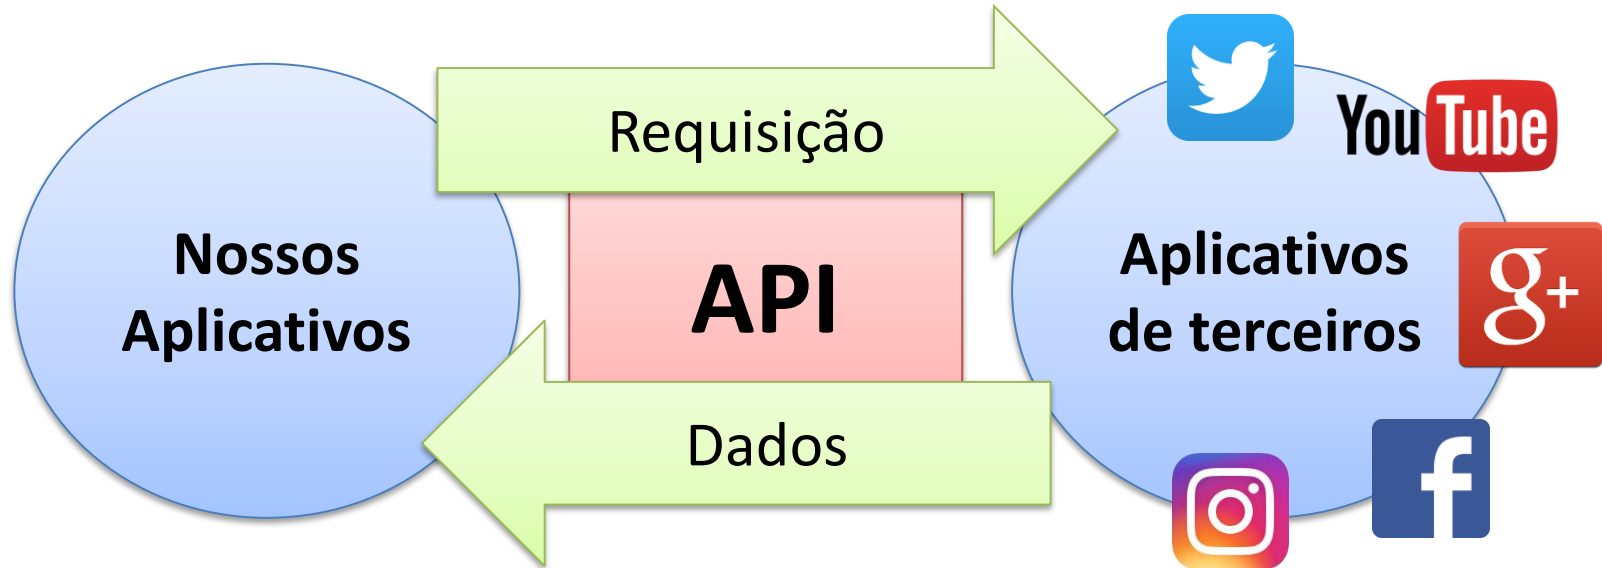 Requisição
YouTube
Nossos
Aplicativos
API
Aplicativos
de terceiros
g+
Dados
f